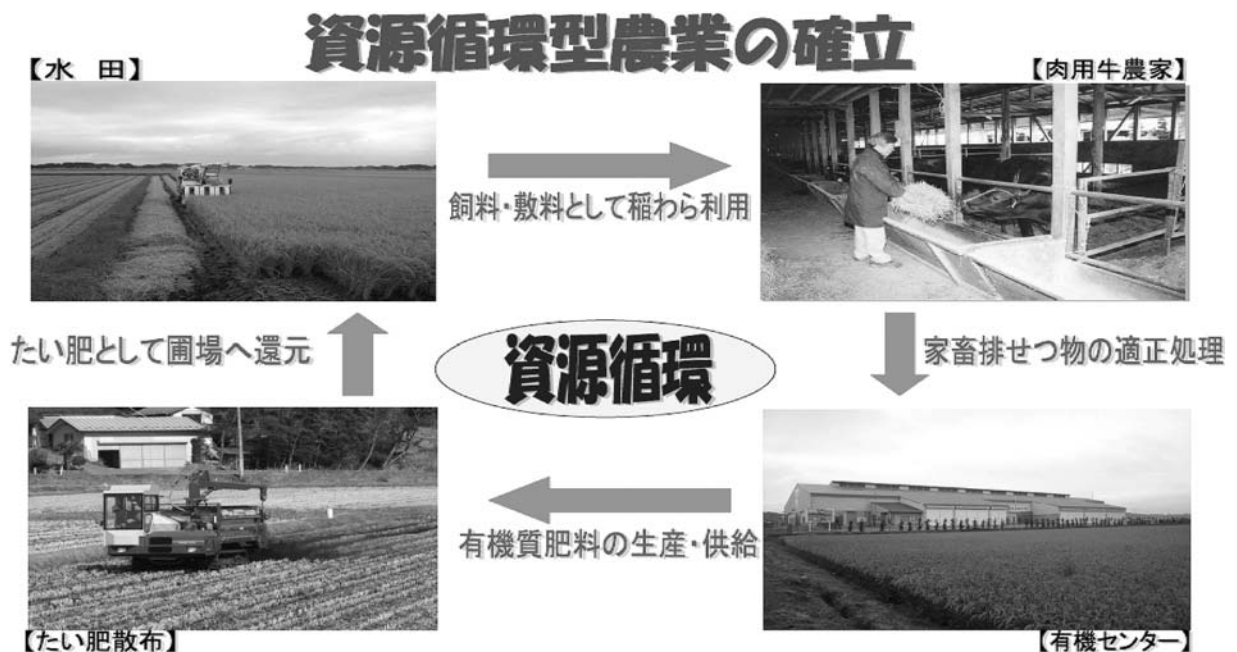 資源循環型農業の確立
【水　田】
【肉用牛農家】
飼料・敷料として稲わら利用
たい肥として圃場へ還元
資源循環
家畜排せつ物の適正処理
有機質肥料の生産・供給
【たい肥散布】
【有機センター】